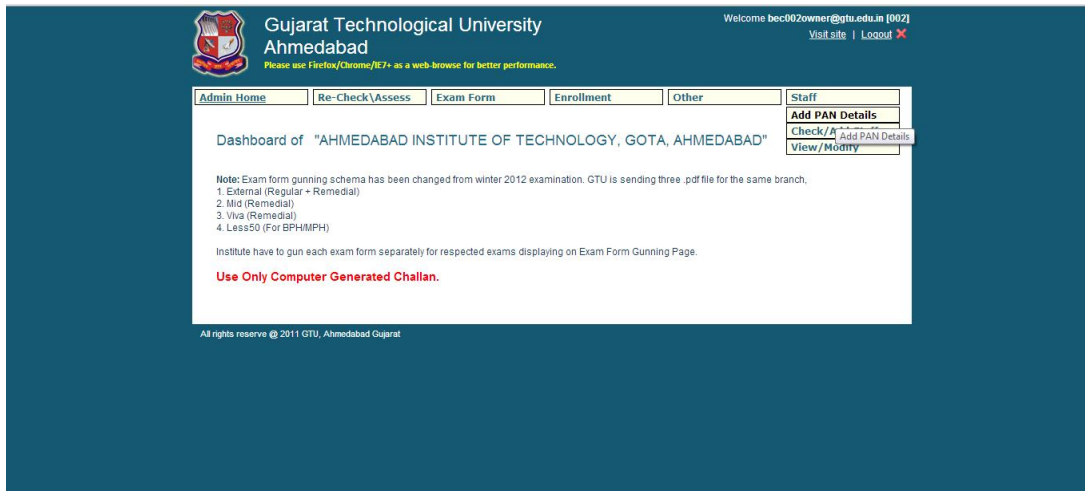 Gujarat Technological University
Ahmedabad
Please use Firefox/Chrome/IE7+ as a web-browse for better performance.
Welcome bec002owner@gtu.edu.in [002]
Visit site | Logout
Admin Home
Re-Check\Assess
Exam Form
Enrollment
Other
Staff
Add PAN Details
Check/Add
Add PAN Details
View/Modify
Dashboard of "AHMEDABAD INSTITUTE OF TECHNOLOGY, GOTA, AHMEDABAD"
Note: Exam form gunning schema has been changed from winter 2012 examination. GTU is sending three .pdf file for the same branch,
1. External (Regular + Remedial)
2. Mid (Remedial)
3. Viva (Remedial)
4. Less50 (For BPH/MPH)
Institute have to gun each exam form separately for respected exams displaying on Exam Form Gunning Page.
Use Only Computer Generated Challan.
All rights reserve @ 2011 GTU, Ahmedabad Gujarat